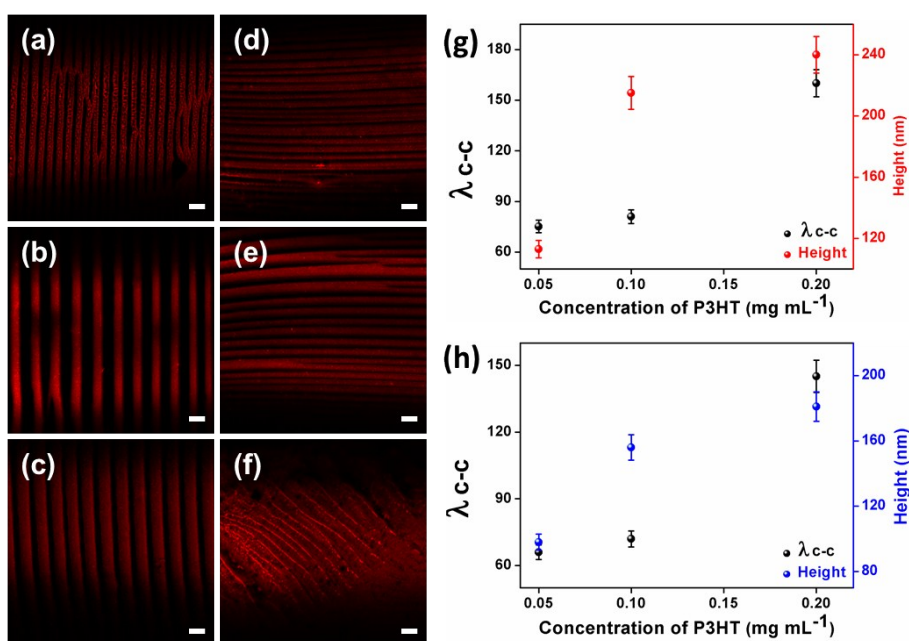 (a)
(d)
(b)
(e)
(c)
(f)
(g)
180
150
120
90
60
λ c-c
240
200
160
120
Height (nm)
λ c-c
Height
0.05 0.10 0.15 0.20
Concentration of P3HT (mg mL⁻¹)
(h)
150
120
90
60
λ c-c
200
160
120
80
Height (nm)
λ c-c
Height
0.05 0.10 0.15 0.20
Concentration of P3HT (mg mL⁻¹)